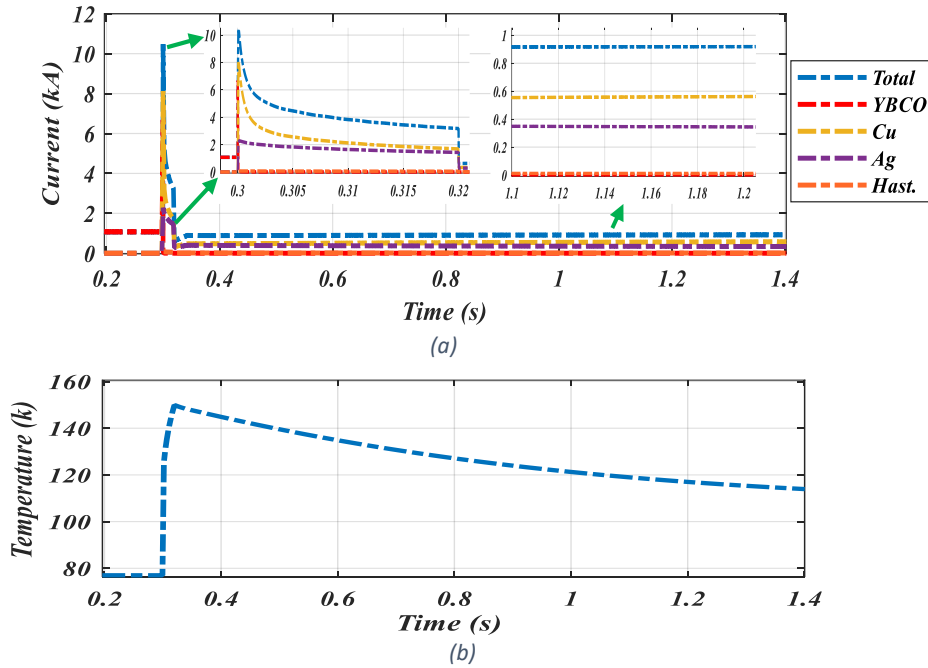 12
10
8
6
4
2
0
Current (kA)
10
8
6
4
2
0
0.3 0.305 0.31 0.315 0.32
1
0.8
0.6
0.4
0.2
0
1.1 1.12 1.14 1.16 1.18 1.2
Total
YBCO
Cu
Ag
Hast.
0.2 0.4 0.6 0.8 1 1.2 1.4
Time (s)
(a)
160
140
120
100
80
Temperature (k)
0.2 0.4 0.6 0.8 1 1.2 1.4
Time (s)
(b)